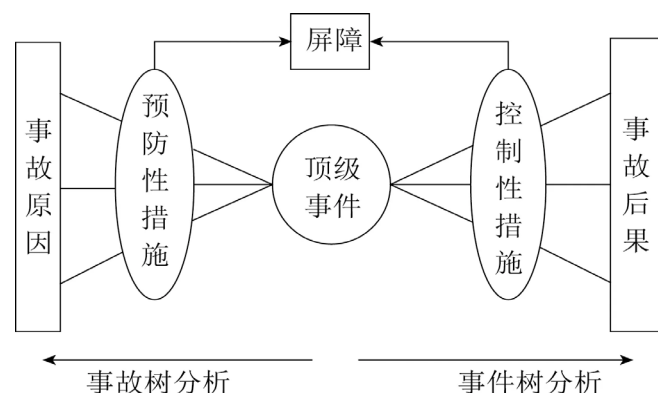 屏障
事故原因
预防性措施
顶级
事件
控制性措施
事故后果
事故树分析
事件树分析